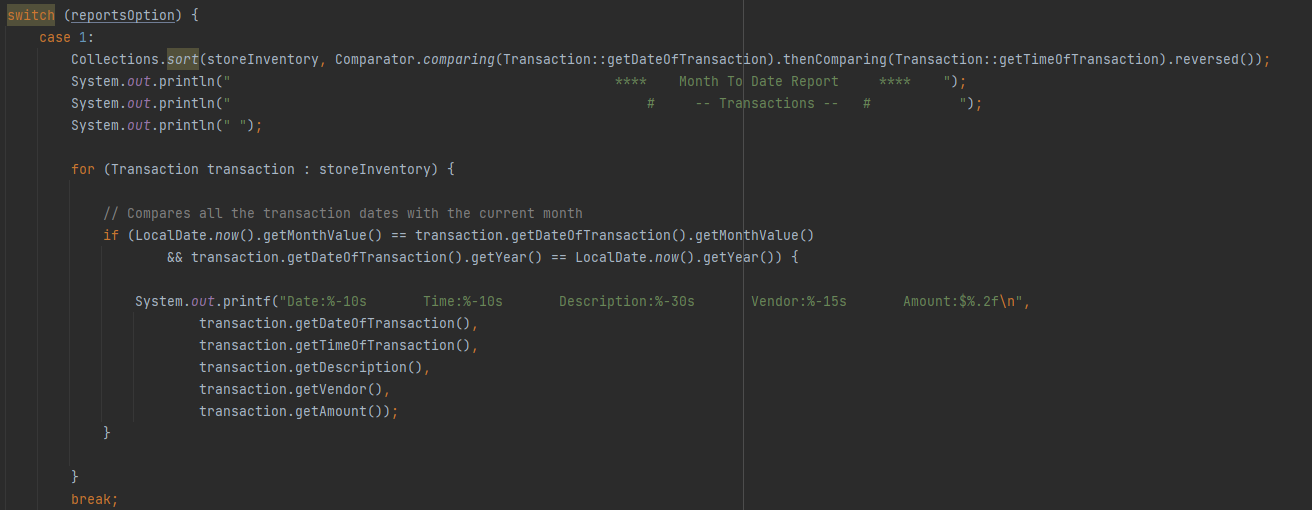 switch (reportsOption) {
    case 1:
        Collections.sort(storeInventory, Comparator.comparing(Transaction::getDateOfTransaction).thenComparing(Transaction::getTimeOfTransaction).reversed());
        System.out.println("                                                ****    Month To Date Report     ****    ");
        System.out.println("                                                    #     -- Transactions --   #           ");
        System.out.println(" ");
        for (Transaction transaction : storeInventory) {
            // Compares all the transaction dates with the current month
            if (LocalDate.now().getMonthValue() == transaction.getDateOfTransaction().getMonthValue()
                    && transaction.getDateOfTransaction().getYear() == LocalDate.now().getYear()) {
                System.out.printf("Date:%-10s       Time:%-10s       Description:%-30s       Vendor:%-15s       Amount:$%.2f\n",
                        transaction.getDateOfTransaction(),
                        transaction.getTimeOfTransaction(),
                        transaction.getDescription(),
                        transaction.getVendor(),
                        transaction.getAmount());
            }
        }
        break;